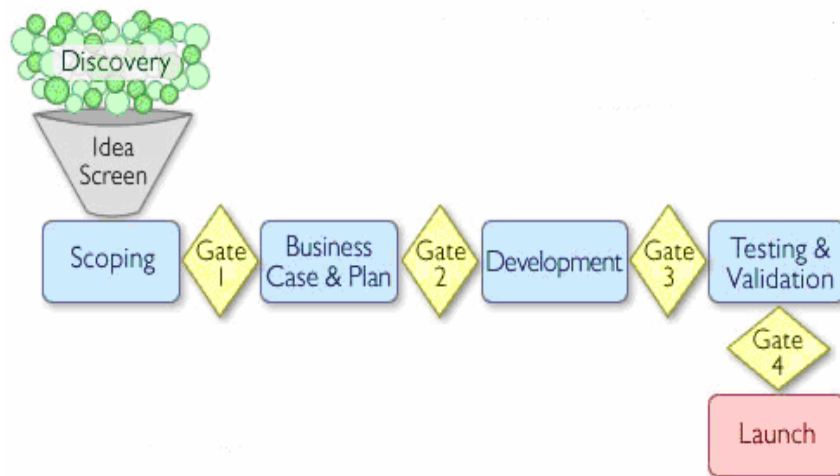 Discovery
Idea
Screen
Scoping
Gate
1
Business
Case & Plan
Gate
2
Development
Gate
3
Testing &
Validation
Gate
4
Launch